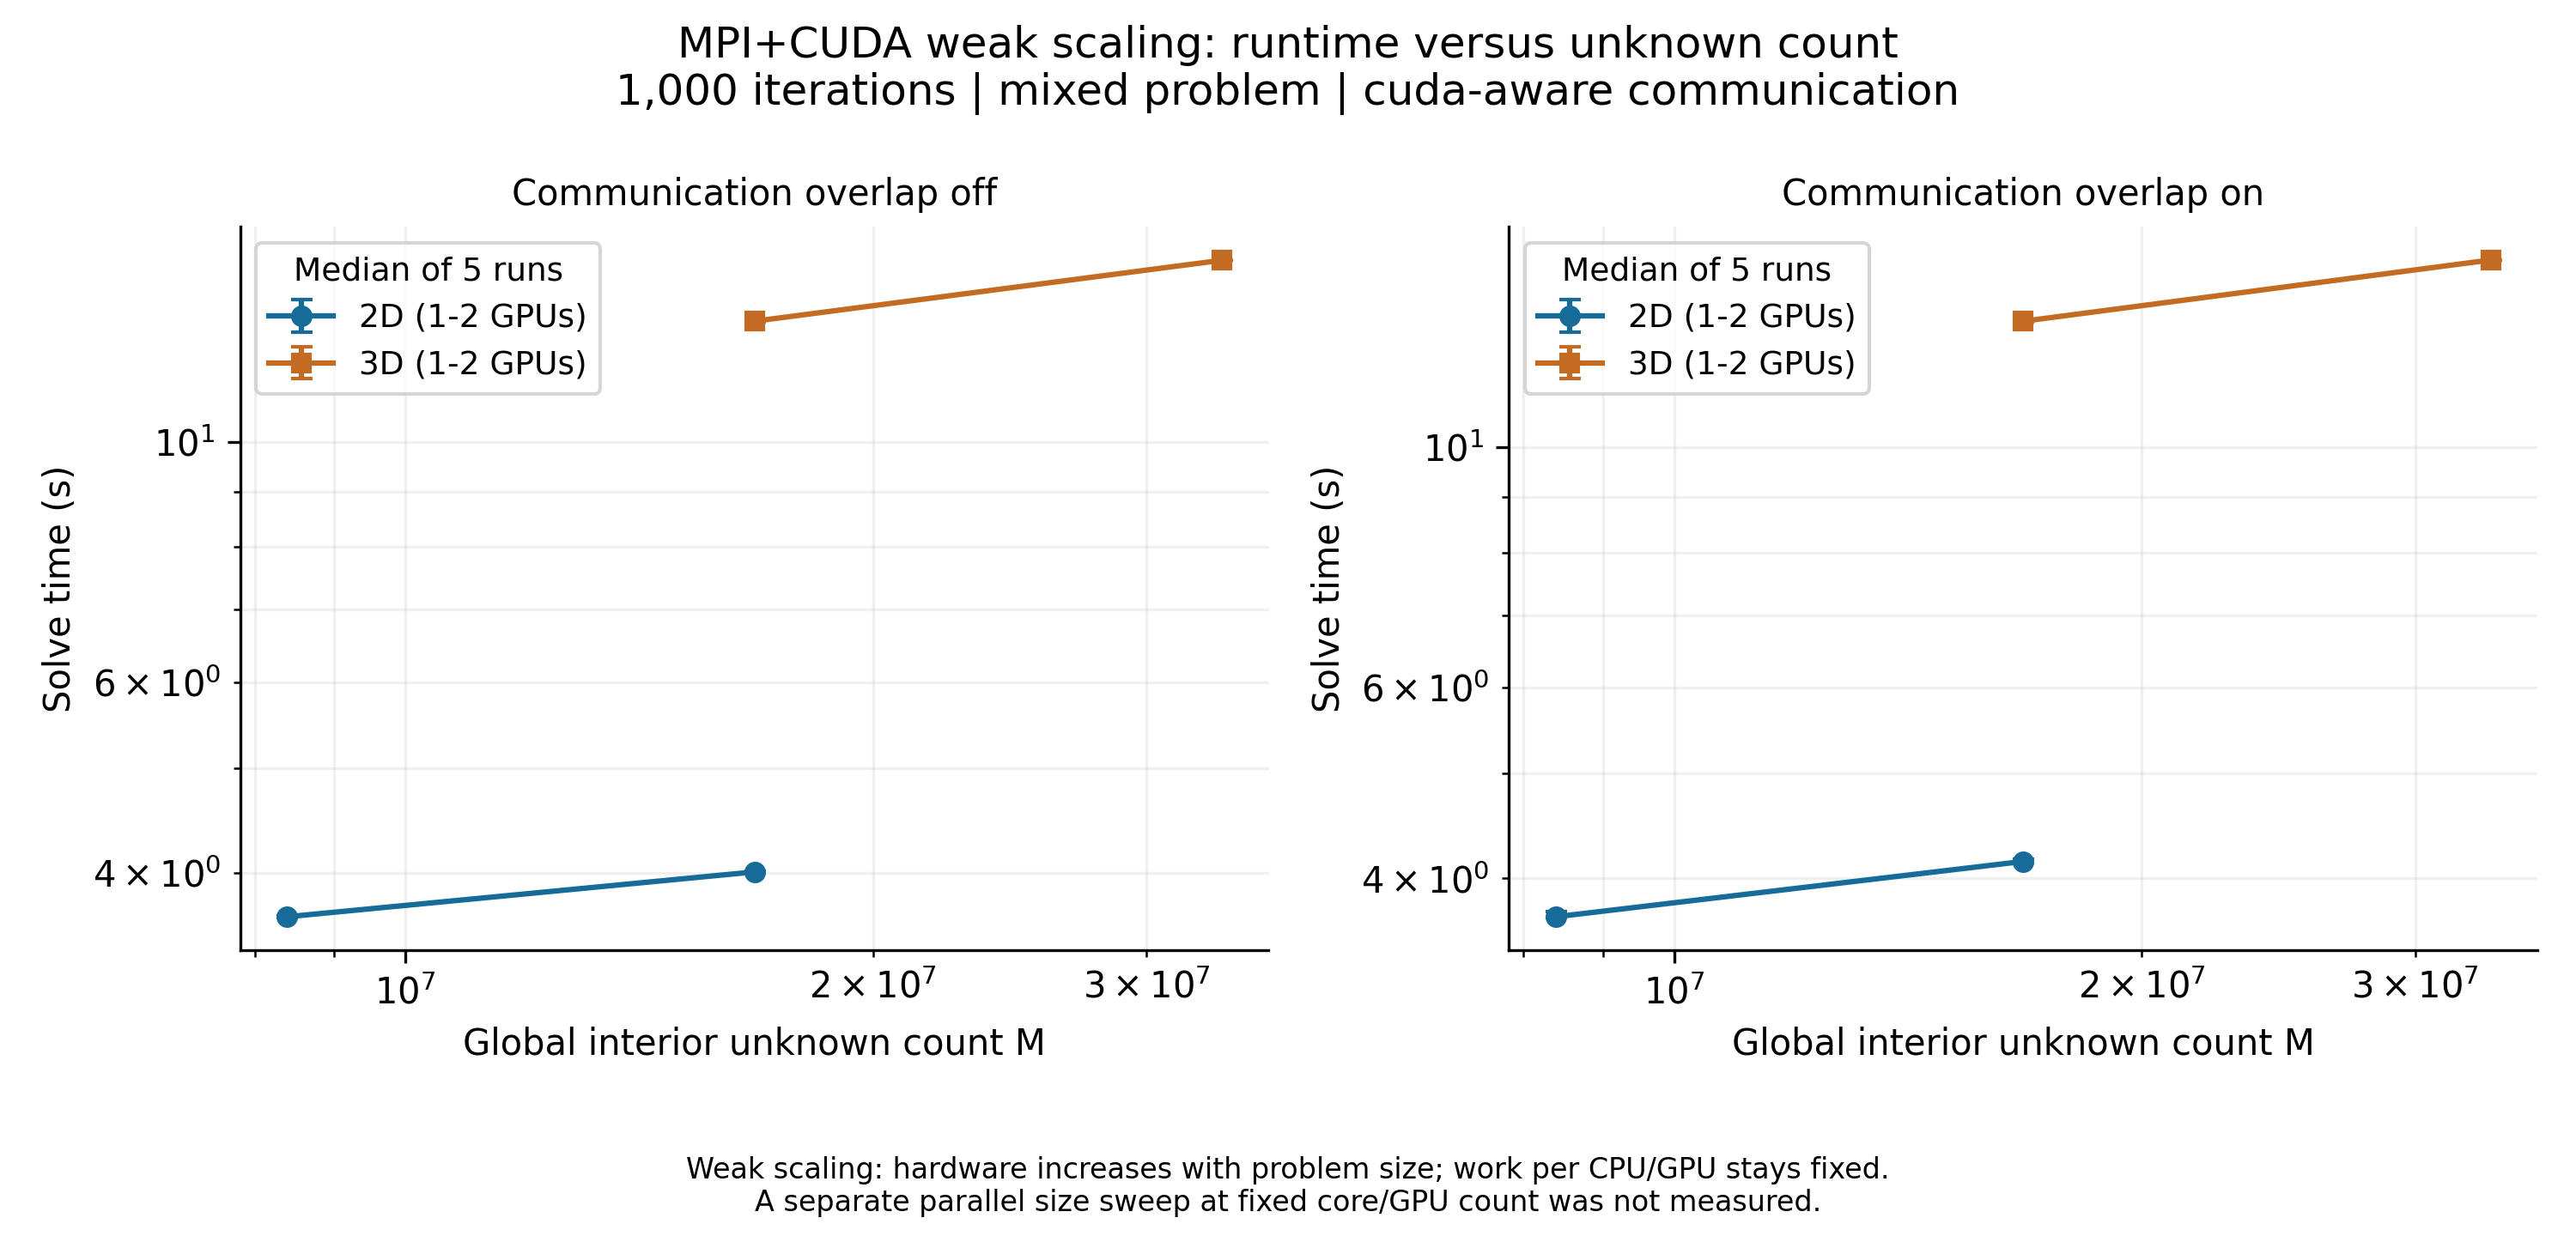 MPI+CUDA weak scaling: runtime versus unknown count
1,000 iterations | mixed problem | cuda-aware communication
Communication overlap off
Median of 5 runs
2D (1-2 GPUs)
3D (1-2 GPUs)
10¹
6 × 10⁰
4 × 10⁰
Solve time (s)
10⁷
2 × 10⁷
3 × 10⁷
Global interior unknown count M
Communication overlap on
Median of 5 runs
2D (1-2 GPUs)
3D (1-2 GPUs)
10¹
6 × 10⁰
4 × 10⁰
Solve time (s)
10⁷
2 × 10⁷
3 × 10⁷
Global interior unknown count M
Weak scaling: hardware increases with problem size; work per CPU/GPU stays fixed.
A separate parallel size sweep at fixed core/GPU count was not measured.